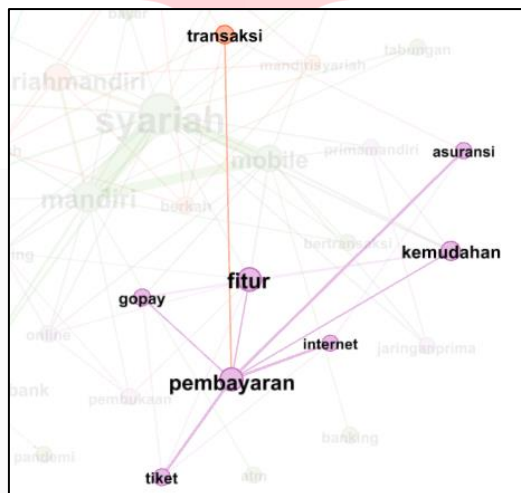 bayar
transaksi
tabungan
mandirisyariah
riahmandiri
syariah
primamandiri
asuransi
mobile
mandiri
berkah
bertransaksi
kemudahan
fitur
gopay
online
internet
jaringanprima
pembayaran
bank
pembukaan
banking
pandemi
tiket
atm